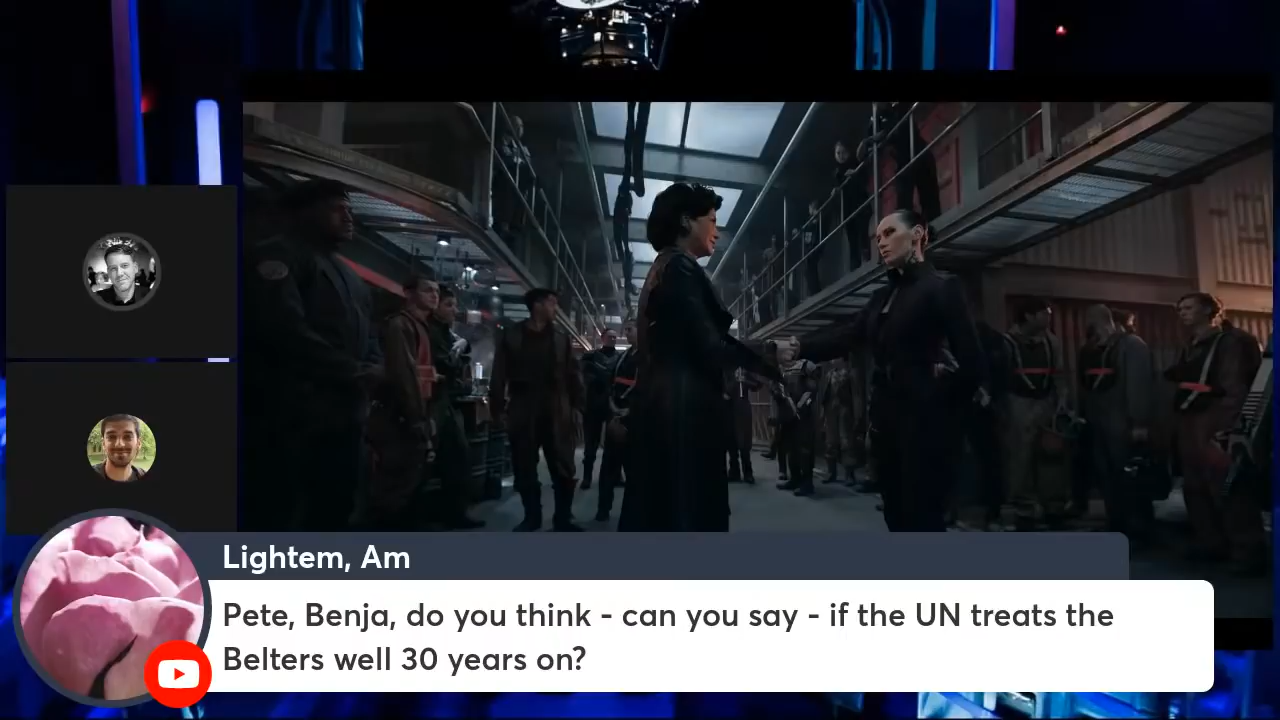 Lightem, Am
Pete, Benja, do you think - can you say - if the UN treats the
Belters well 30 years on?